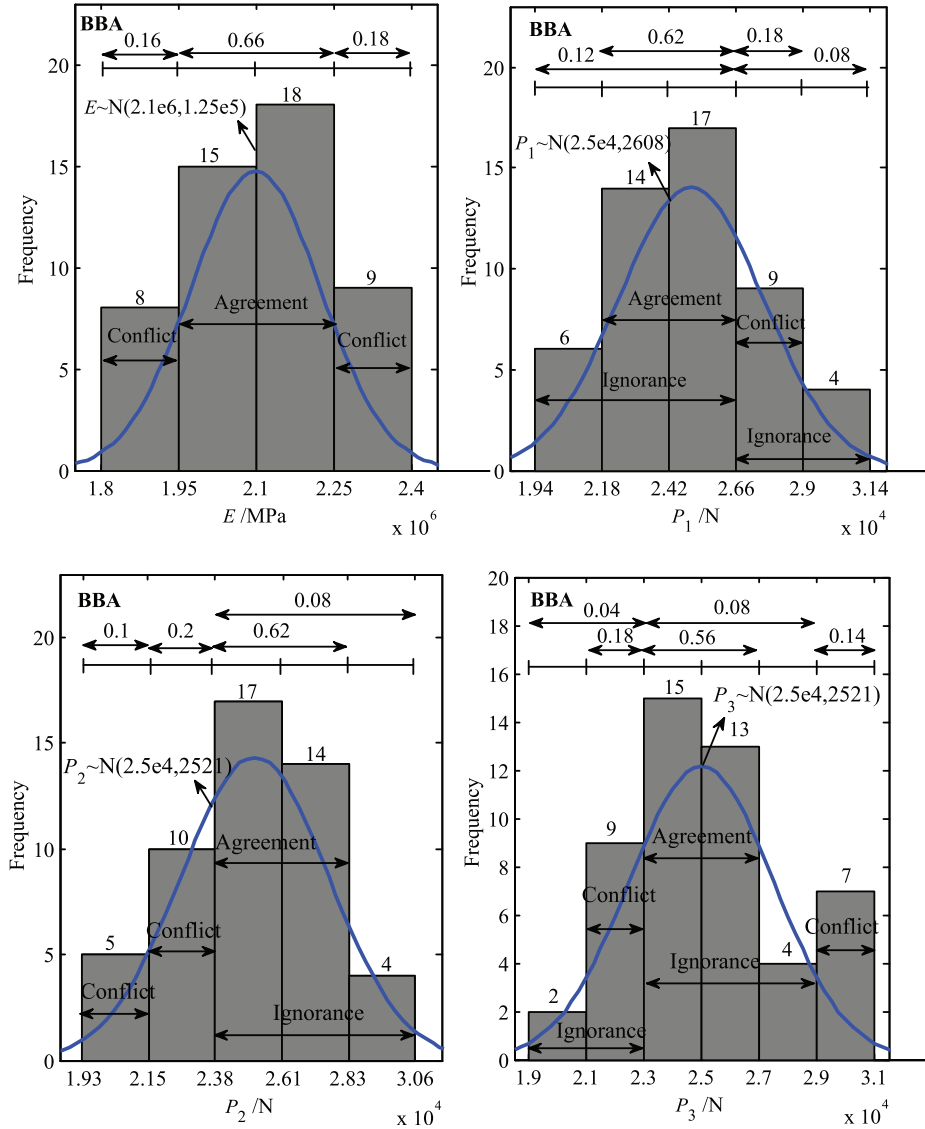 BBA
0.16 0.66 0.18
20
18
E~N(2.1e6,1.25e5)
15
15
Frequency
10
9
8
Agreement
Conflict
Conflict
5
0
1.8 1.95 2.1 2.25 2.4
E /MPa
x 10^6
BBA
0.62 0.18
0.12 0.08
20
17
P_1~N(2.5e4,2608)
15
14
Frequency
10
9
Agreement
Conflict
6
5
Ignorance
4
Ignorance
0
1.94 2.18 2.42 2.66 2.9 3.14
P_1 /N
x 10^4
BBA
0.08
0.1 0.2 0.62
20
17
15
14
P_2~N(2.5e4,2521)
Frequency
10
10
Agreement
Conflict
5
5
4
Conflict
Ignorance
0
1.93 2.15 2.38 2.61 2.83 3.06
P_2 /N
x 10^4
20
BBA
0.04 0.08
18
0.18 0.56 0.14
16
15
P_3~N(2.5e4,2521)
14
13
12
Frequency
10
9
Agreement
8
7
Conflict
Conflict
6
Ignorance
4
4
2
2
Ignorance
0
1.9 2.1 2.3 2.5 2.7 2.9 3.1
P_3 /N
x 10^4